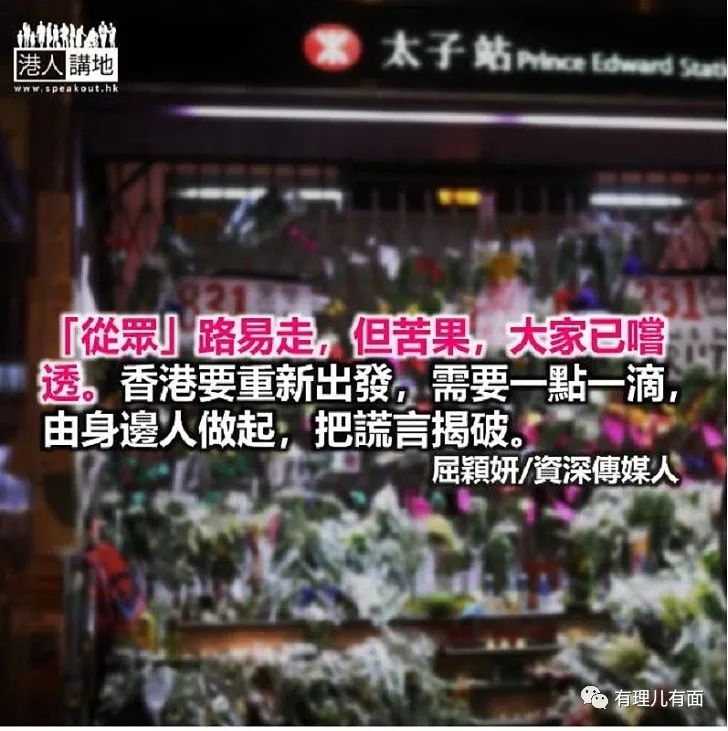 港人講地
www.speakout.hk
太子站 Prince Edward Stati
831
831
「從眾」路易走，但苦果，大家已嚐
透。香港要重新出發，需要一點一滴，
由身邊人做起，把謊言揭破。
屈穎妍/資深傳媒人
有理儿有面